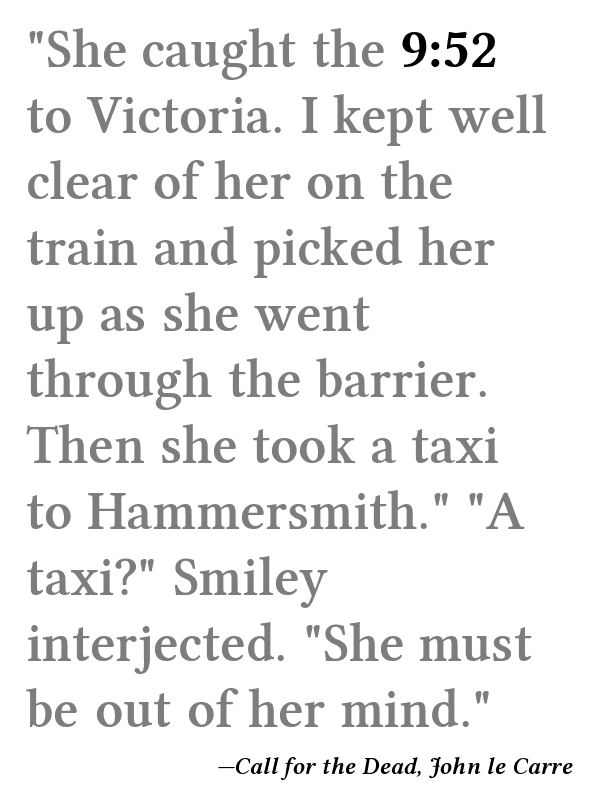 "She caught the 9:52
to Victoria. I kept well
clear of her on the
train and picked her
up as she went
through the barrier.
Then she took a taxi
to Hammersmith." "A
taxi?" Smiley
interjected. "She must
be out of her mind."
—Call for the Dead, John le Carre